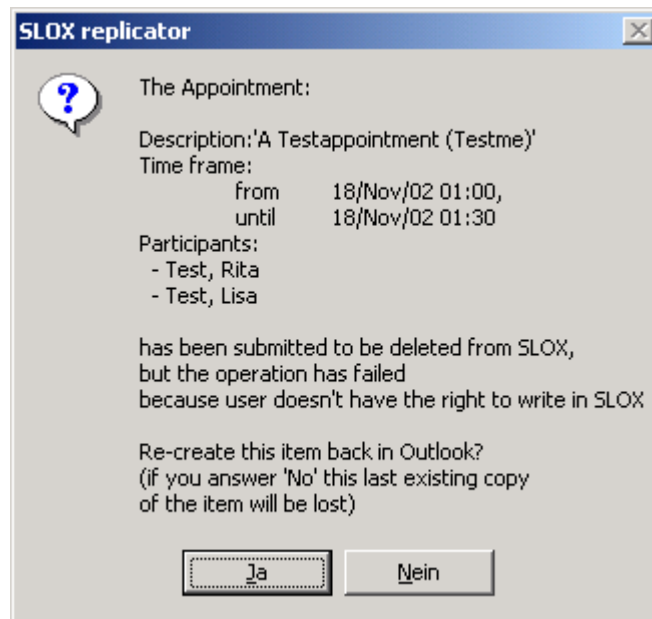 SLOX replicator
The Appointment:
Description:'A Testappointment (Testme)'
Time frame:
from 18/Nov/02 01:00,
until 18/Nov/02 01:30
Participants:
- Test, Rita
- Test, Lisa
has been submitted to be deleted from SLOX,
but the operation has failed
because user doesn't have the right to write in SLOX
Re-create this item back in Outlook?
(if you answer 'No' this last existing copy
of the item will be lost)
Ja Nein